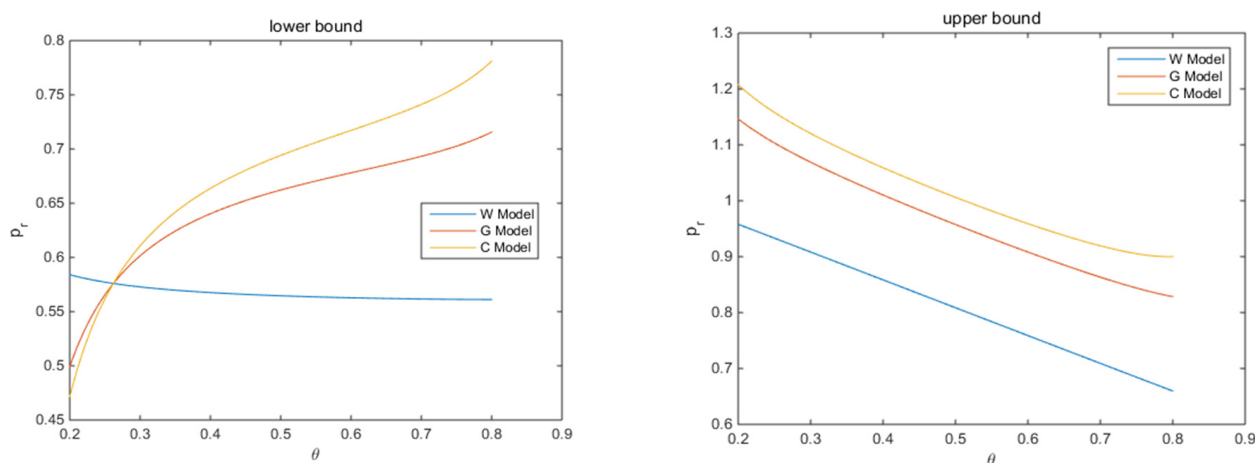 lower bound
0.8
0.75
0.7
0.65
0.6
0.55
0.5
0.45
p_r
W Model
G Model
C Model
0.2 0.3 0.4 0.5 0.6 0.7 0.8 0.9
θ
upper bound
1.3
1.2
1.1
1
0.9
0.8
0.7
0.6
p_r
W Model
G Model
C Model
0.2 0.3 0.4 0.5 0.6 0.7 0.8 0.9
θ